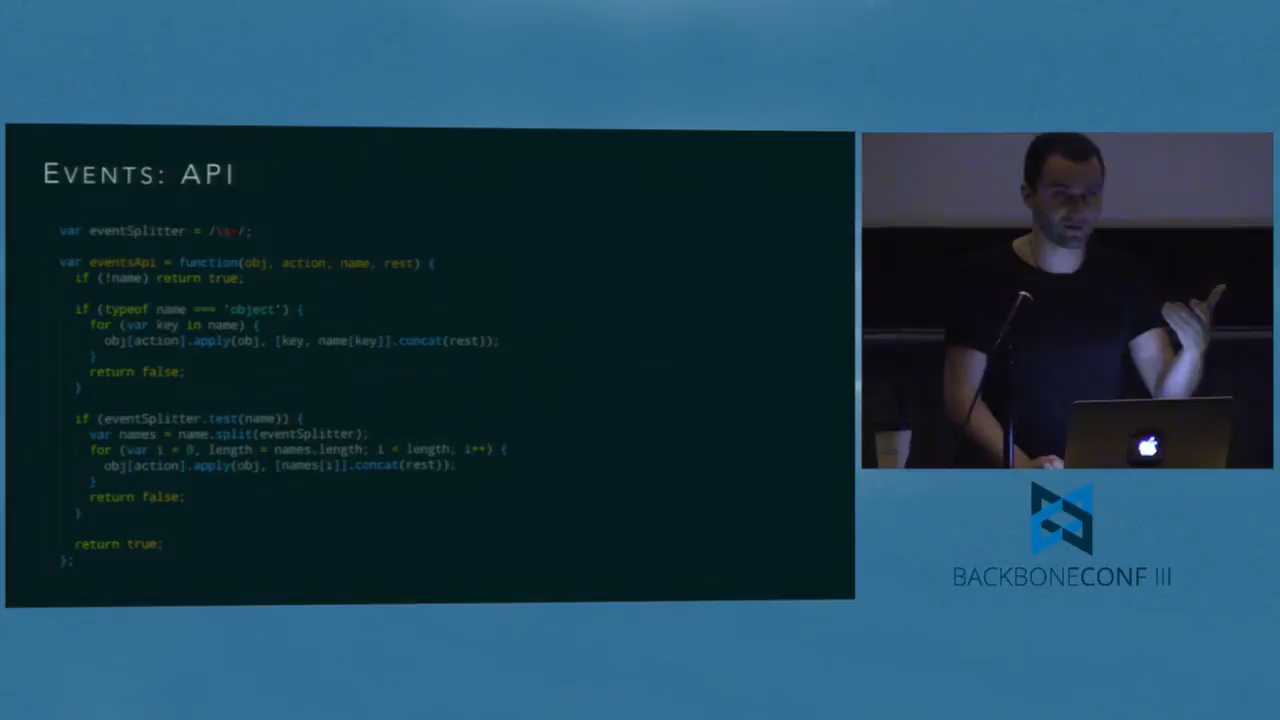 EVENTS: API
var eventSplitter = /\s+/;
var eventsApi = function(obj, action, name, rest) {
if (!name) return true;
if (typeof name === 'object') {
for (var key in name) {
obj[action].apply(obj, [key, name[key]].concat(rest));
}
return false;
}
if (eventSplitter.test(name)) {
var names = name.split(eventSplitter);
for (var i = 0, length = names.length; i < length; i++) {
obj[action].apply(obj, [names[i]].concat(rest));
}
return false;
}
return true;
};
BACKBONECONF III